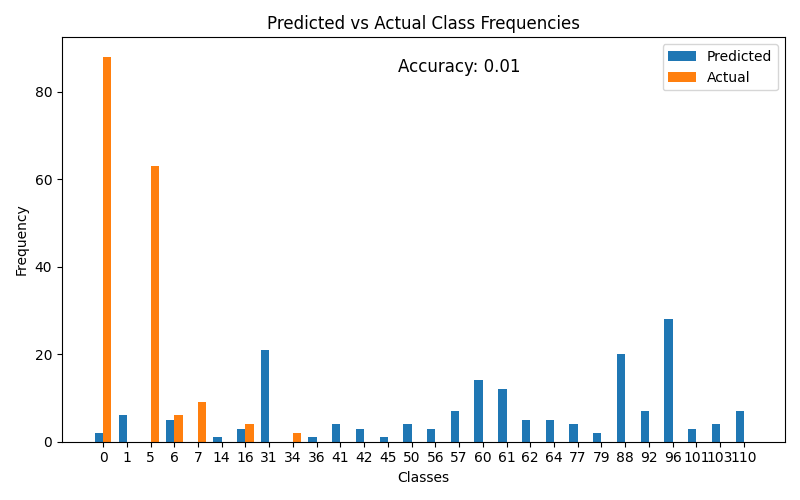 Predicted vs Actual Class Frequencies
Accuracy: 0.01
Predicted
Actual
Frequency
80
60
40
20
0
0 1 5 6 7 14 16 31 34 36 41 42 45 50 56 57 60 61 62 64 77 79 88 92 96 101 103 110
Classes